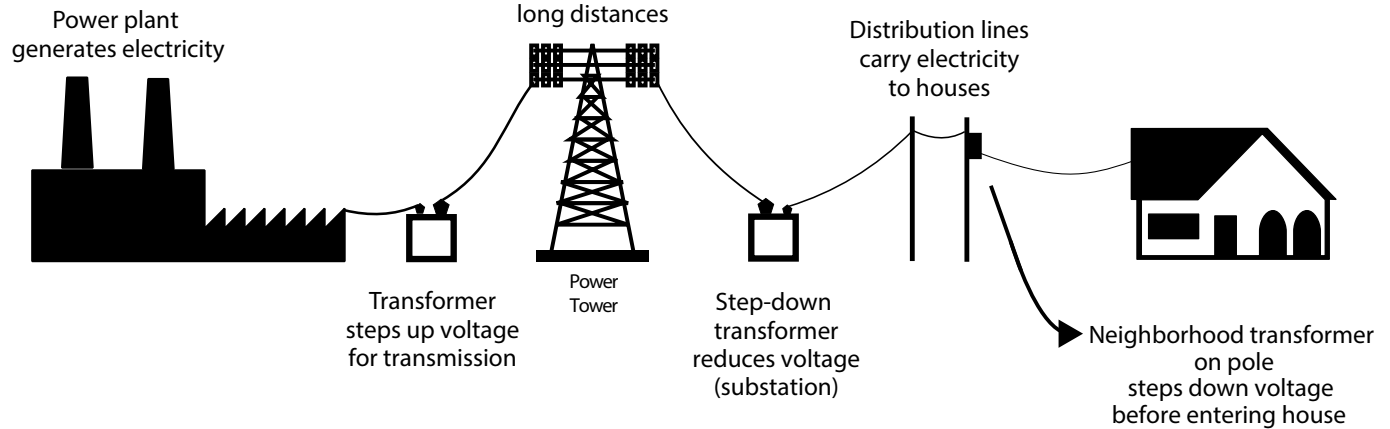 Power plant
generates electricity
long distances
Distribution lines
carry electricity
to houses
Power
Tower
Transformer
steps up voltage
for transmission
Step-down
transformer
reduces voltage
(substation)
Neighborhood transformer
on pole
steps down voltage
before entering house